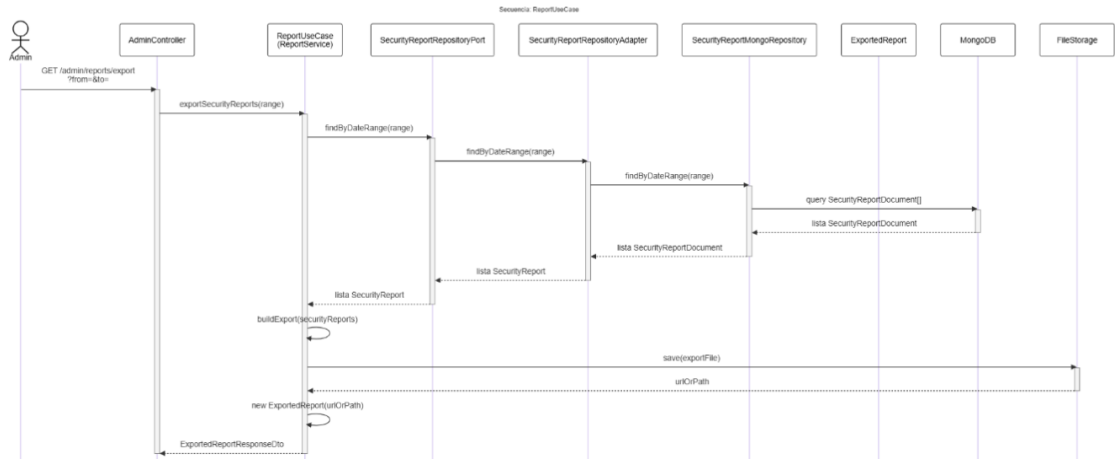 Secuencia: ReportUseCase
AdminController
ReportUseCase
(ReportService)
SecurityReportRepositoryPort
SecurityReportRepositoryAdapter
SecurityReportMongoRepository
ExportedReport
MongoDB
FileStorage
Admin
GET /admin/reports/export
?from=&to=
exportSecurityReports(range)
findByDateRange(range)
findByDateRange(range)
findByDateRange(range)
query SecurityReportDocument[]
lista SecurityReportDocument
lista SecurityReportDocument
lista SecurityReport
lista SecurityReport
buildExport(securityReports)
save(exportFile)
urlOrPath
new ExportedReport(urlOrPath)
ExportedReportResponseDto